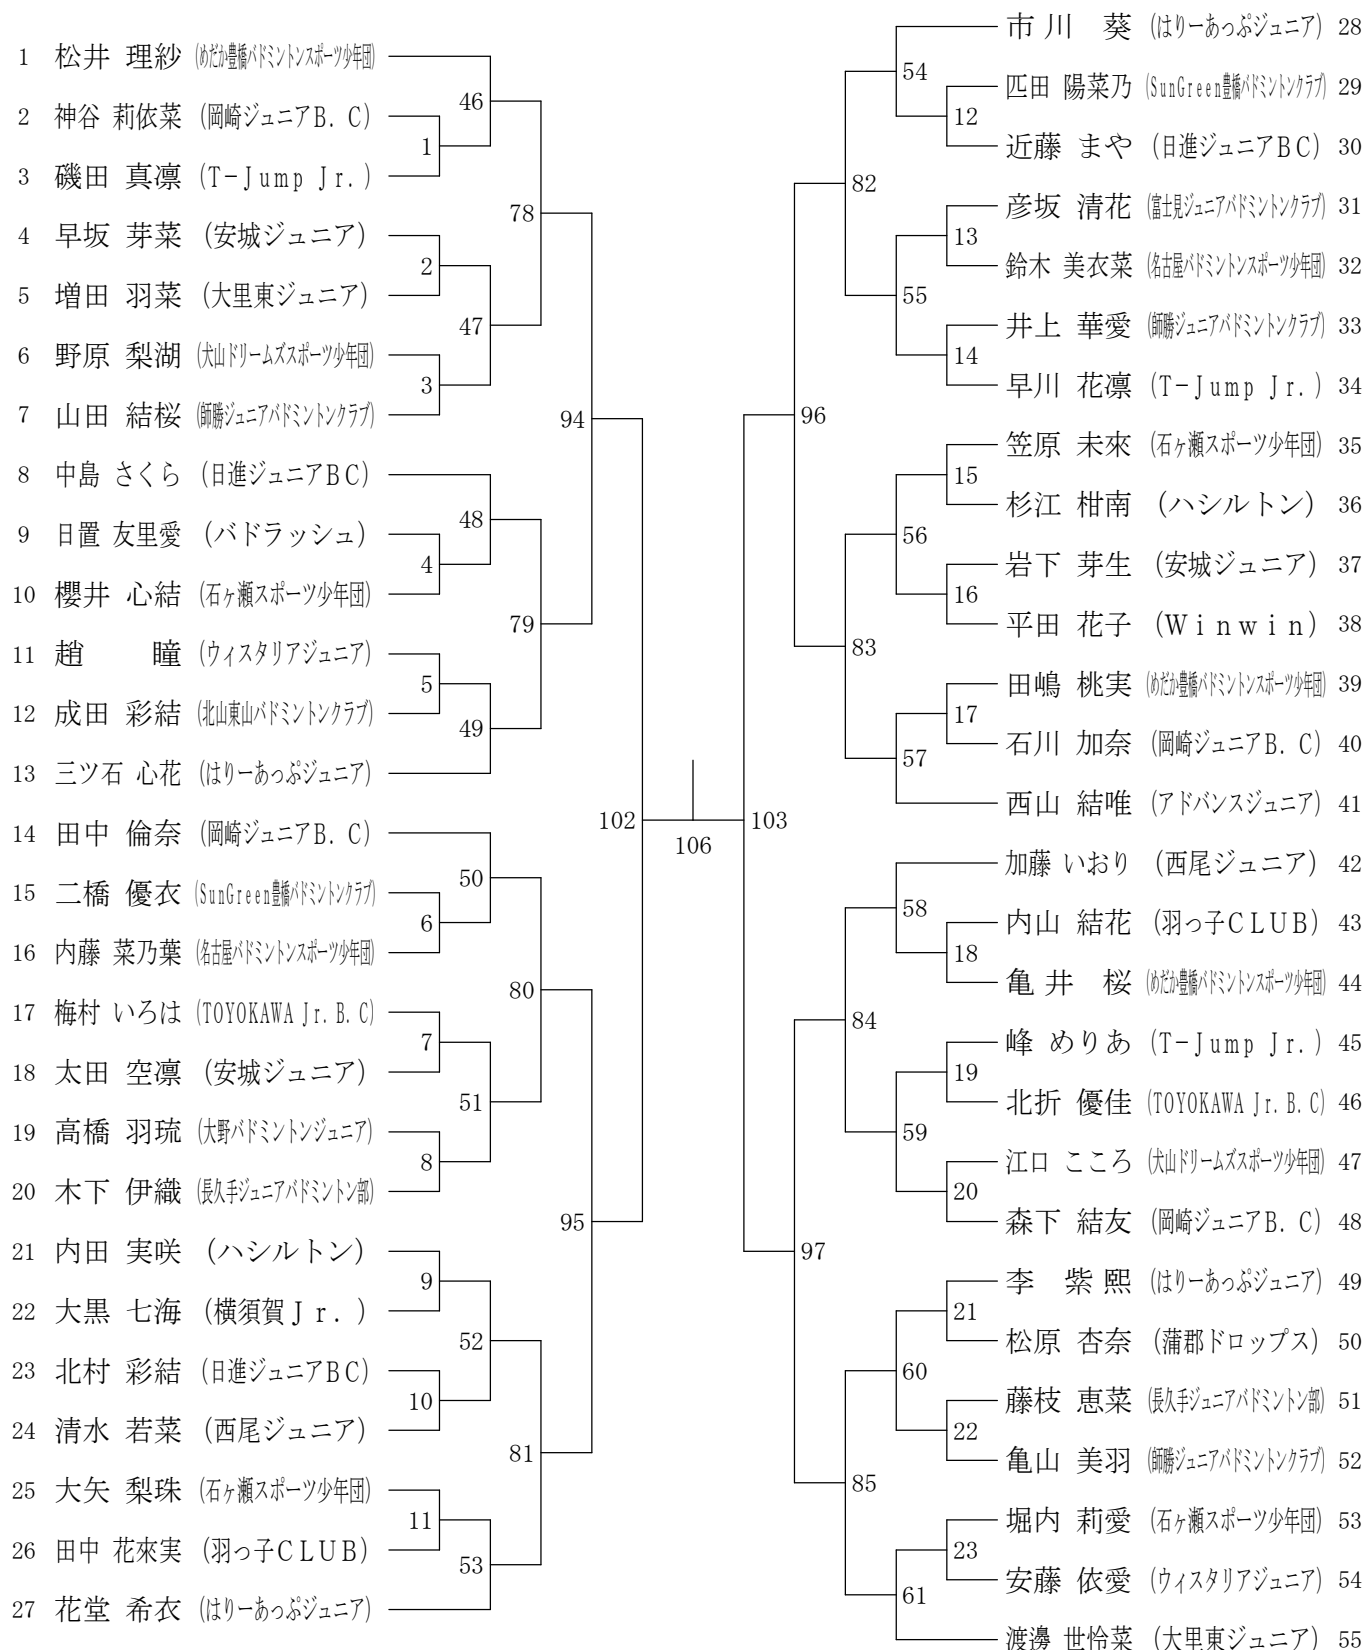 1 松井 理紗 (めだか豊橋バドミントンスポーツ少年団)
2 神谷 莉依菜 (岡崎ジュニアB.C)
3 磯田 真凛 (T-Jump Jr.)
4 早坂 芽菜 (安城ジュニア)
5 増田 羽菜 (大里東ジュニア)
6 野原 梨湖 (犬山ドリームズスポーツ少年団)
7 山田 結桜 (師勝ジュニアバドミントンクラブ)
8 中島 さくら (日進ジュニアBC)
9 日置 友里愛 (バドラッシュ)
10 櫻井 心結 (石ヶ瀬スポーツ少年団)
11 趙 瞳 (ウィスタリアジュニア)
12 成田 彩結 (北山東山バドミントンクラブ)
13 三ツ石 心花 (はりーあっぷジュニア)
14 田中 倫奈 (岡崎ジュニアB.C)
15 二橋 優衣 (SunGreen豊橋バドミントンクラブ)
16 内藤 菜乃葉 (名古屋バドミントンスポーツ少年団)
17 梅村 いろは (TOYOKAWA Jr.B.C)
18 太田 空凛 (安城ジュニア)
19 高橋 羽琉 (大野バドミントンジュニア)
20 木下 伊織 (長久手ジュニアバドミントン部)
21 内田 実咲 (ハシルトン)
22 大黒 七海 (横須賀Jr.)
23 北村 彩結 (日進ジュニアBC)
24 清水 若菜 (西尾ジュニア)
25 大矢 梨珠 (石ヶ瀬スポーツ少年団)
26 田中 花來実 (羽っ子CLUB)
27 花堂 希衣 (はりーあっぷジュニア)
46
1
78
2
47
3
94
48
4
79
5
49
102
50
6
80
7
51
8
95
9
52
10
81
11
53
106
103
54
12
82
13
55
14
96
15
56
16
83
17
57
58
18
84
19
59
20
97
21
60
22
85
23
61
市川 葵 (はりーあっぷジュニア) 28
匹田 陽菜乃 (SunGreen豊橋バドミントンクラブ) 29
近藤 まや (日進ジュニアBC) 30
彦坂 清花 (富士見ジュニアバドミントンクラブ) 31
鈴木 美衣菜 (名古屋バドミントンスポーツ少年団) 32
井上 華愛 (師勝ジュニアバドミントンクラブ) 33
早川 花凛 (T-Jump Jr.) 34
笠原 未來 (石ヶ瀬スポーツ少年団) 35
杉江 柑南 (ハシルトン) 36
岩下 芽生 (安城ジュニア) 37
平田 花子 (Winwin) 38
田嶋 桃実 (めだか豊橋バドミントンスポーツ少年団) 39
石川 加奈 (岡崎ジュニアB.C) 40
西山 結唯 (アドバンスジュニア) 41
加藤 いおり (西尾ジュニア) 42
内山 結花 (羽っ子CLUB) 43
亀井 桜 (めだか豊橋バドミントンスポーツ少年団) 44
峰 めりあ (T-Jump Jr.) 45
北折 優佳 (TOYOKAWA Jr.B.C) 46
江口 こころ (犬山ドリームズスポーツ少年団) 47
森下 結友 (岡崎ジュニアB.C) 48
李 紫熙 (はりーあっぷジュニア) 49
松原 杏奈 (蒲郡ドロップス) 50
藤枝 恵菜 (長久手ジュニアバドミントン部) 51
亀山 美羽 (師勝ジュニアバドミントンクラブ) 52
堀内 莉愛 (石ヶ瀬スポーツ少年団) 53
安藤 依愛 (ウィスタリアジュニア) 54
渡邊 世怜菜 (大里東ジュニア) 55